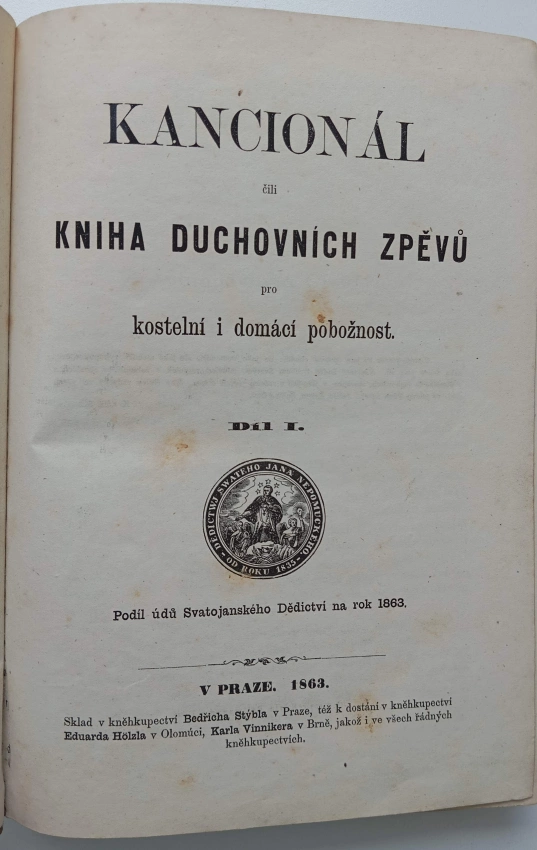 KANCIONÁL
čili
KNIHA DUCHOVNÍCH ZPĚVŮ
pro
kostelní i domácí pobožnost.
Díl I.
DĚDICTWJ SWATÉHO JANA NEPOMUCKÉHO.
OD ROKU 1835
Podíl údů Svatojanského Dědictví na rok 1863.
V PRAZE. 1863.
Sklad v kněhkupectví Bedřicha Stýbla v Praze, též k dostání v kněhkupectví
Eduarda Hölzla v Olomúci, Karla Vinnikera v Brně, jakož i ve všech řádných
kněhkupectvích.